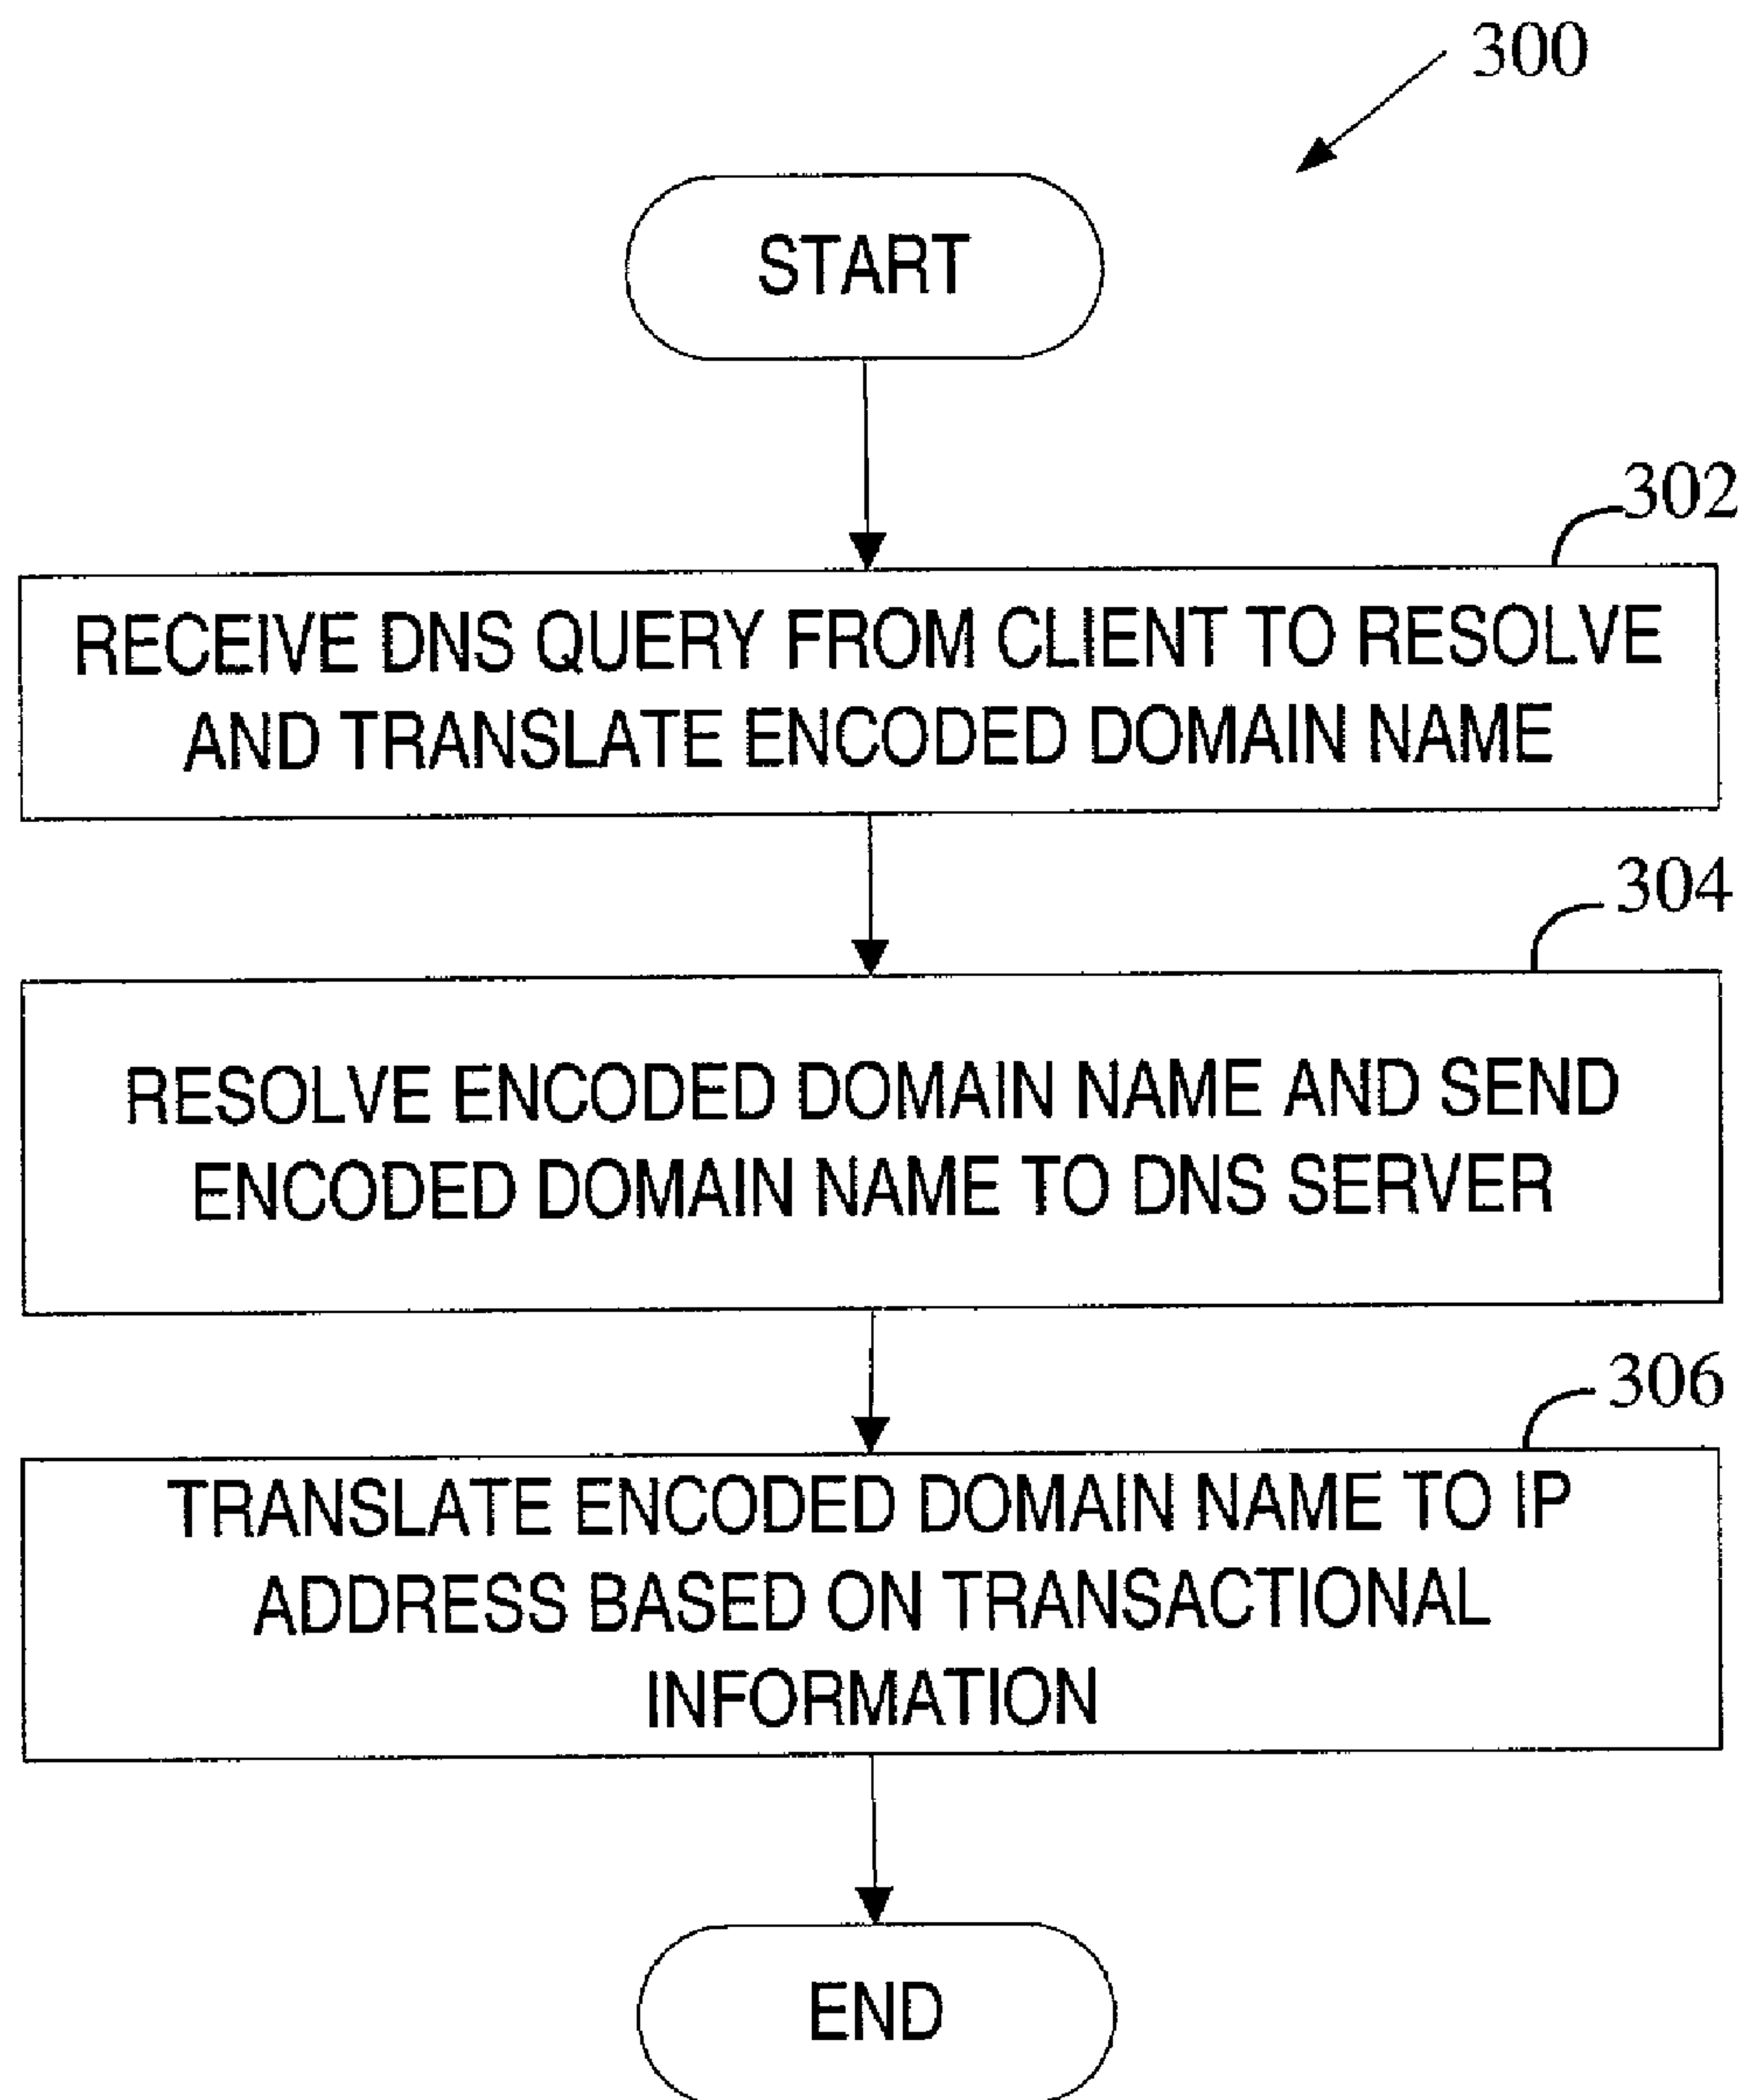 300
START
302
RECEIVE DNS QUERY FROM CLIENT TO RESOLVE
AND TRANSLATE ENCODED DOMAIN NAME
304
RESOLVE ENCODED DOMAIN NAME AND SEND
ENCODED DOMAIN NAME TO DNS SERVER
306
TRANSLATE ENCODED DOMAIN NAME TO IP
ADDRESS BASED ON TRANSACTIONAL
INFORMATION
END